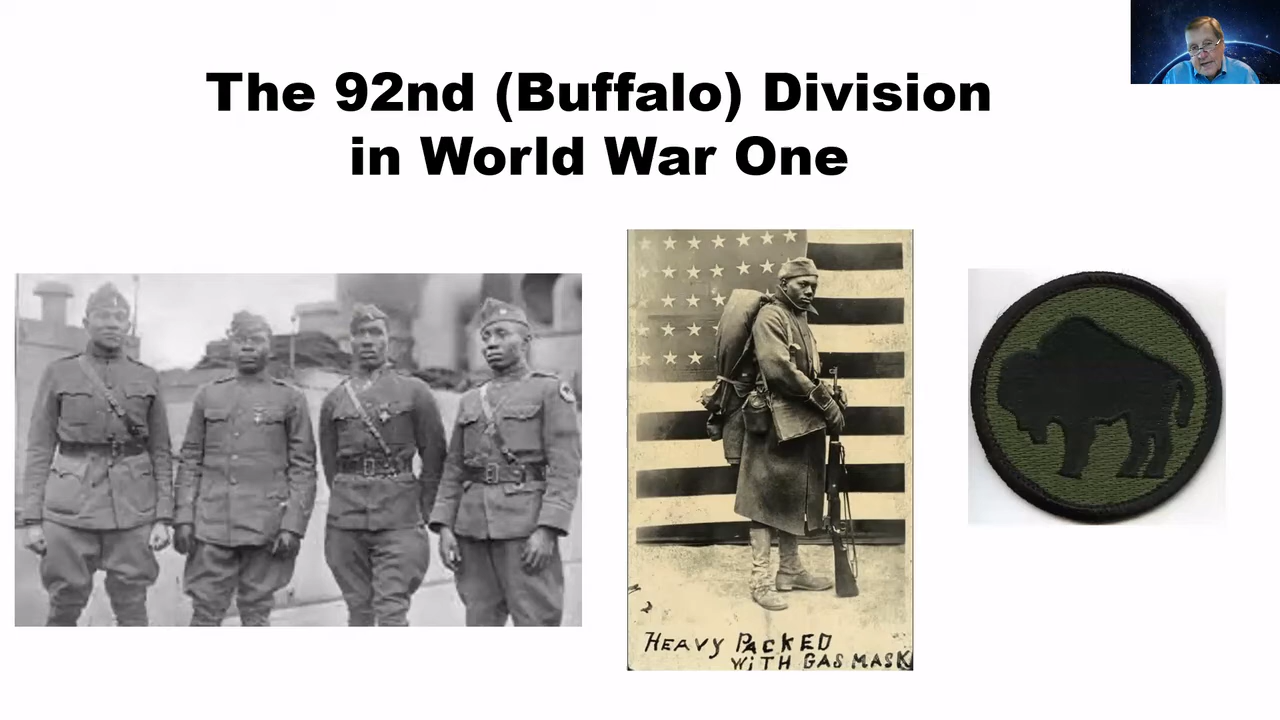 The 92nd (Buffalo) Division
in World War One
HEAVY PACKED
WITH GAS MASK